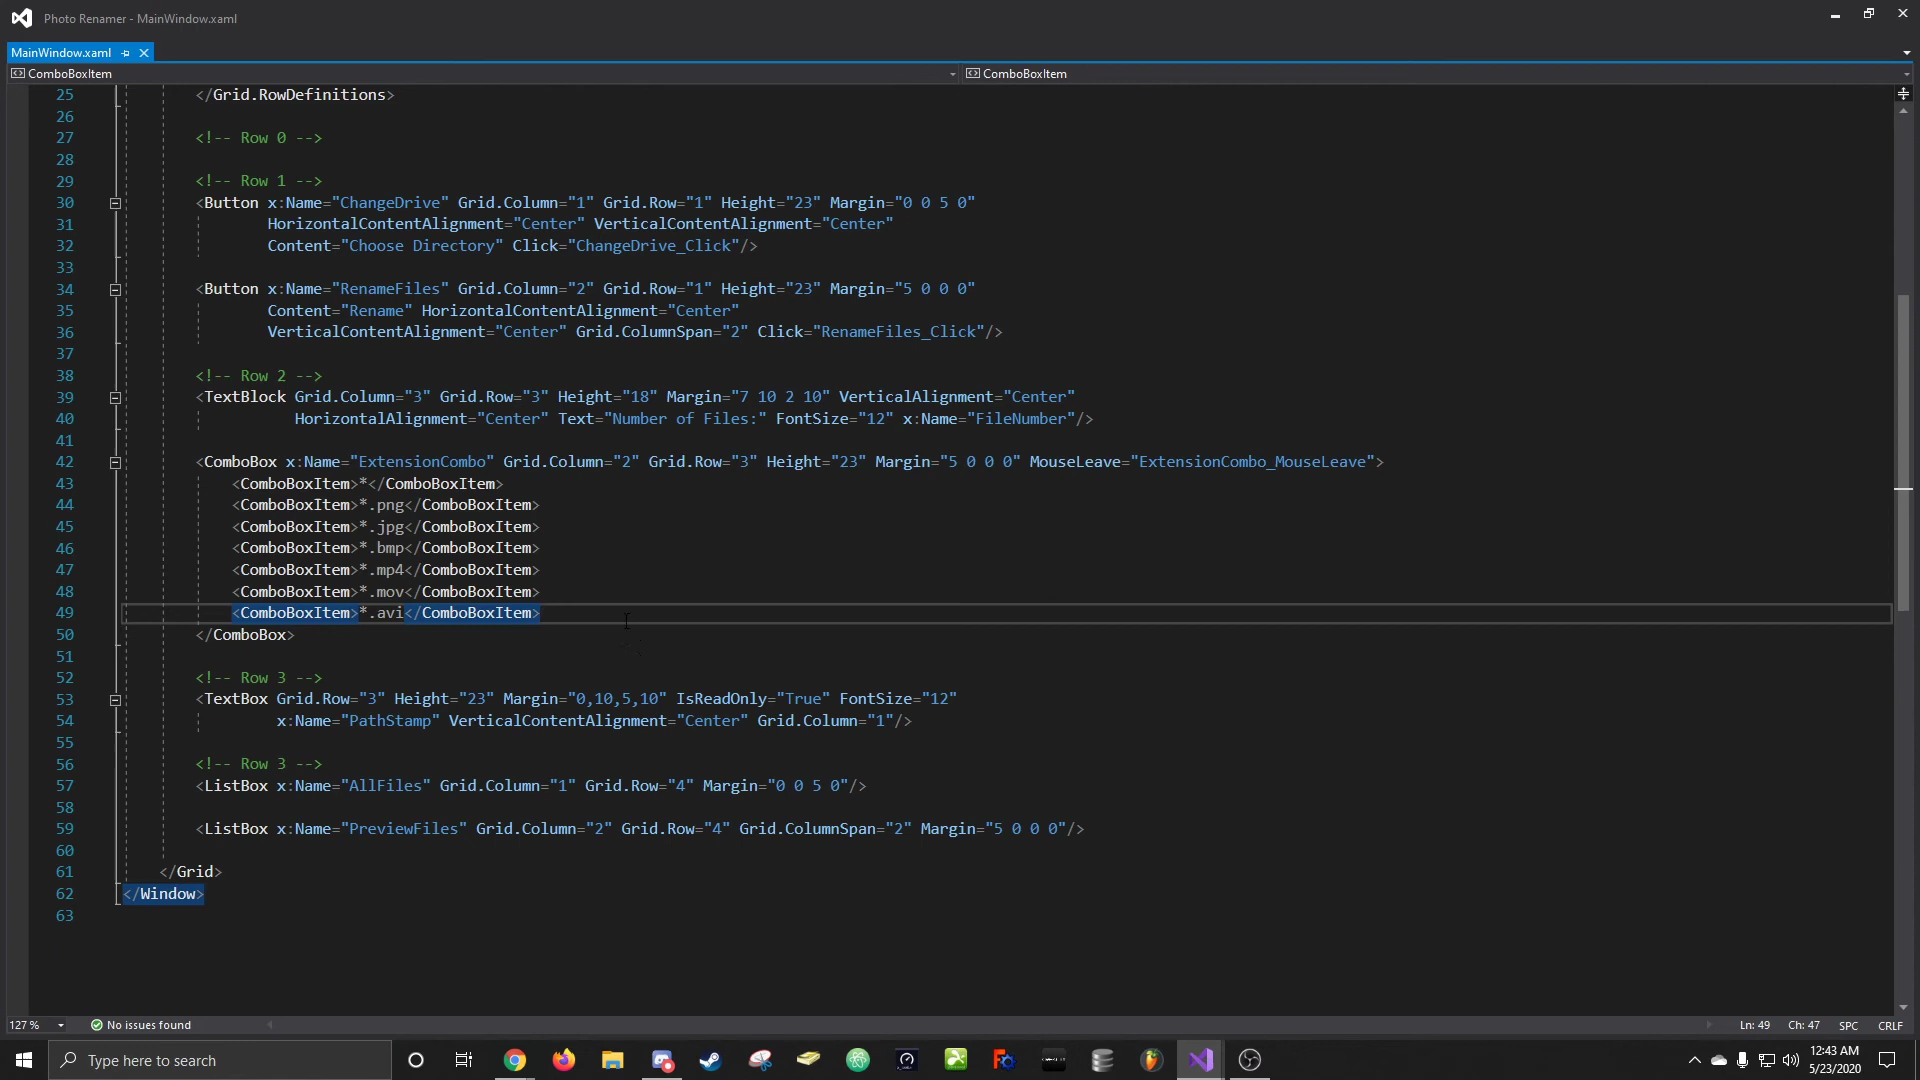 Photo Renamer - MainWindow.xaml
MainWindow.xaml
ComboBoxItem
ComboBoxItem
25 </Grid.RowDefinitions>
26
27 <!-- Row 0 -->
28
29 <!-- Row 1 -->
30 <Button x:Name="ChangeDrive" Grid.Column="1" Grid.Row="1" Height="23" Margin="0 0 5 0"
31 HorizontalContentAlignment="Center" VerticalContentAlignment="Center"
32 Content="Choose Directory" Click="ChangeDrive_Click"/>
33
34 <Button x:Name="RenameFiles" Grid.Column="2" Grid.Row="1" Height="23" Margin="5 0 0 0"
35 Content="Rename" HorizontalContentAlignment="Center"
36 VerticalContentAlignment="Center" Grid.ColumnSpan="2" Click="RenameFiles_Click"/>
37
38 <!-- Row 2 -->
39 <TextBlock Grid.Column="3" Grid.Row="3" Height="18" Margin="7 10 2 10" VerticalAlignment="Center"
40 HorizontalAlignment="Center" Text="Number of Files:" FontSize="12" x:Name="FileNumber"/>
41
42 <ComboBox x:Name="ExtensionCombo" Grid.Column="2" Grid.Row="3" Height="23" Margin="5 0 0 0" MouseLeave="ExtensionCombo_MouseLeave">
43 <ComboBoxItem>*</ComboBoxItem>
44 <ComboBoxItem>*.png</ComboBoxItem>
45 <ComboBoxItem>*.jpg</ComboBoxItem>
46 <ComboBoxItem>*.bmp</ComboBoxItem>
47 <ComboBoxItem>*.mp4</ComboBoxItem>
48 <ComboBoxItem>*.mov</ComboBoxItem>
49 <ComboBoxItem>*.avi</ComboBoxItem>
50 </ComboBox>
51
52 <!-- Row 3 -->
53 <TextBox Grid.Row="3" Height="23" Margin="0,10,5,10" IsReadOnly="True" FontSize="12"
54 x:Name="PathStamp" VerticalContentAlignment="Center" Grid.Column="1"/>
55
56 <!-- Row 3 -->
57 <ListBox x:Name="AllFiles" Grid.Column="1" Grid.Row="4" Margin="0 0 5 0"/>
58
59 <ListBox x:Name="PreviewFiles" Grid.Column="2" Grid.Row="4" Grid.ColumnSpan="2" Margin="5 0 0 0"/>
60
61 </Grid>
62 </Window>
63
127 % No issues found Ln: 49 Ch: 47 SPC CRLF
Type here to search
12:43 AM
5/23/2020